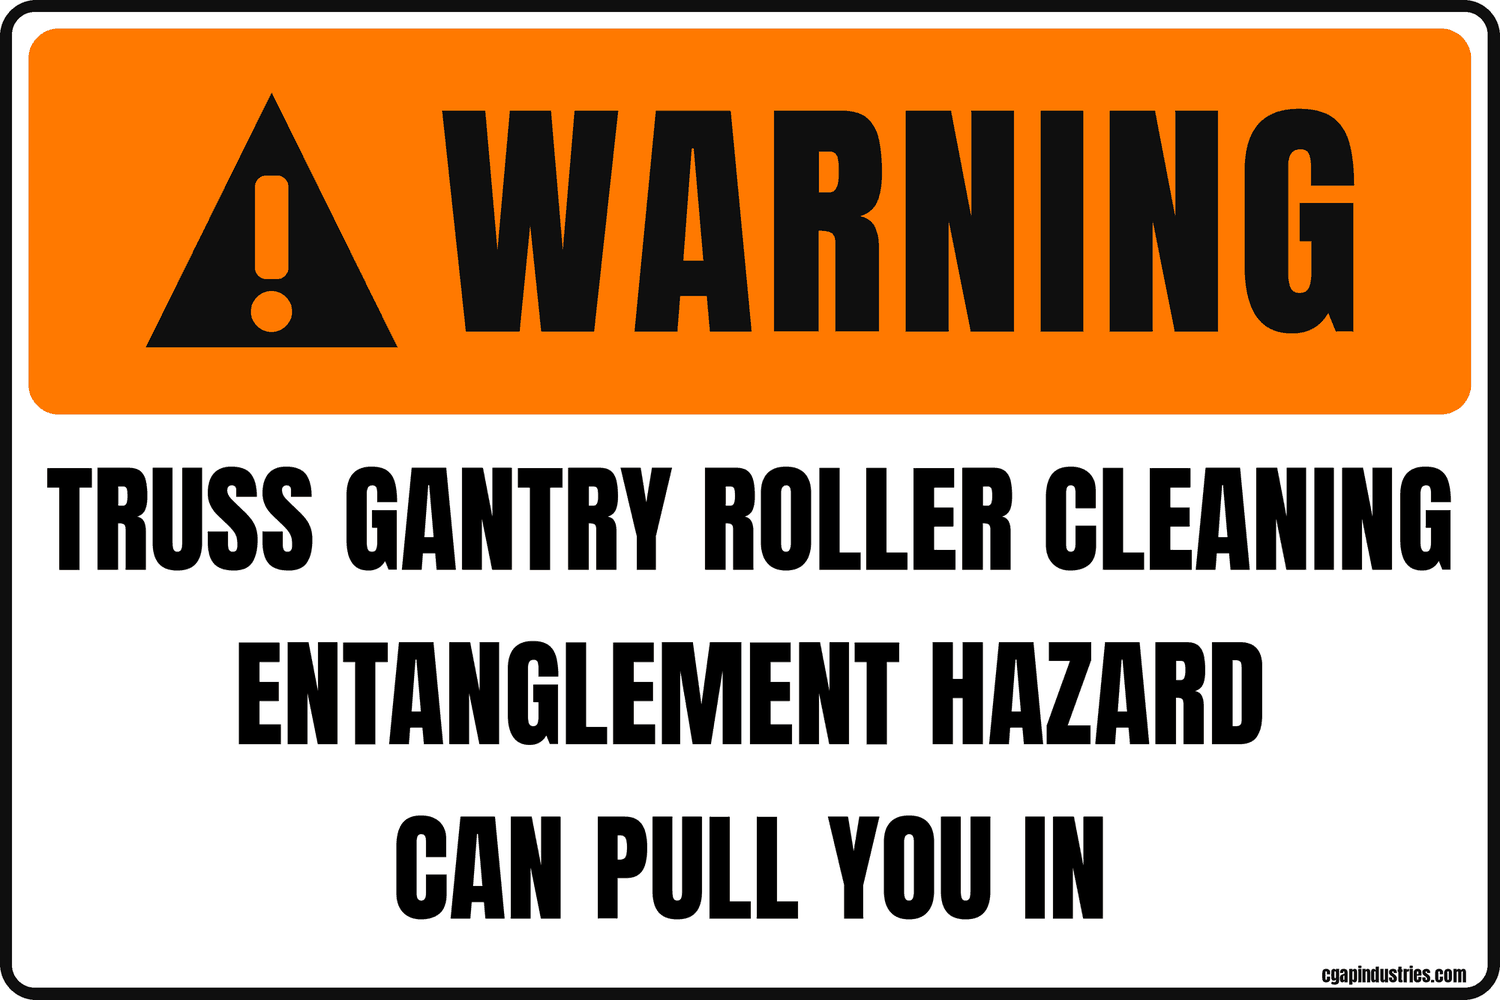 WARNING
TRUSS GANTRY ROLLER CLEANING
ENTANGLEMENT HAZARD
CAN PULL YOU IN
cgapindustries.com